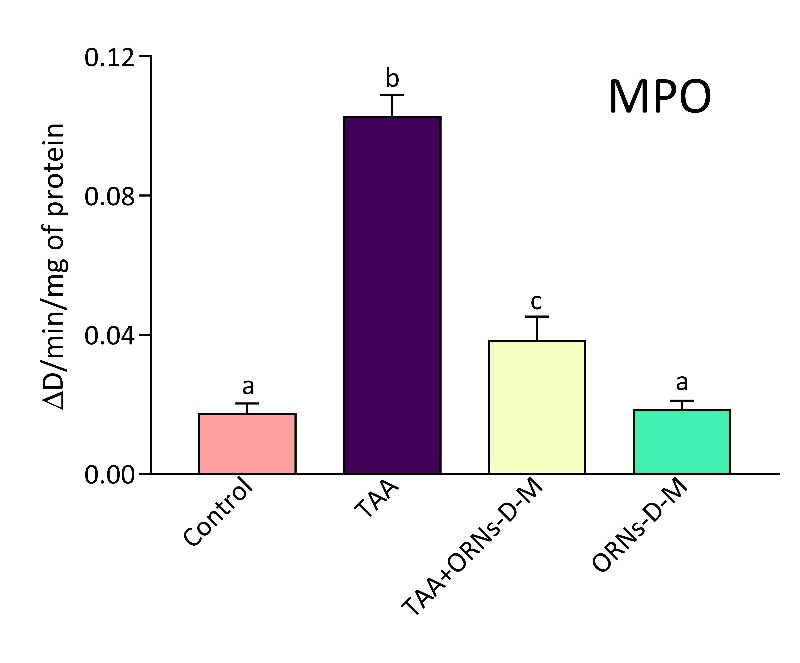 MPO
ΔD/min/mg of protein
0.12
0.08
0.04
0.00
a
b
c
a
Control
TAA
TAA+ORNs-D-M
ORNs-D-M